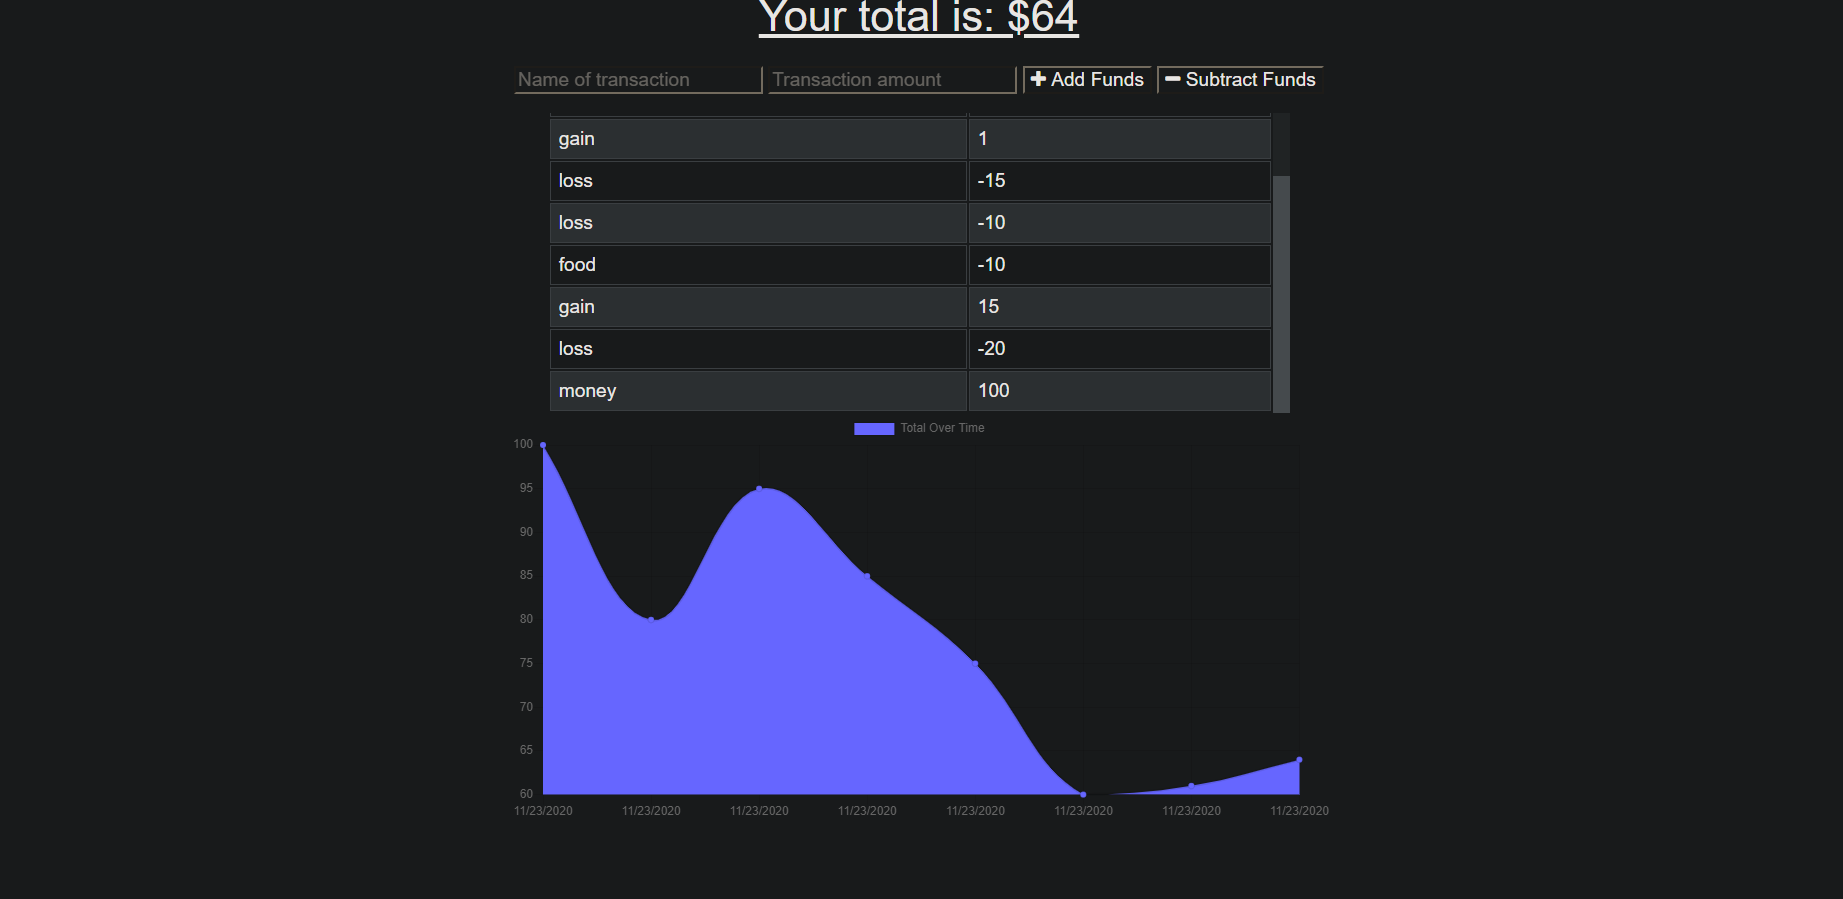 Your total is: $64
Name of transaction Transaction amount Add Funds Subtract Funds
gain 1
loss -15
loss -10
food -10
gain 15
loss -20
money 100
Total Over Time
100
95
90
85
80
75
70
65
60
11/23/2020 11/23/2020 11/23/2020 11/23/2020 11/23/2020 11/23/2020 11/23/2020 11/23/2020